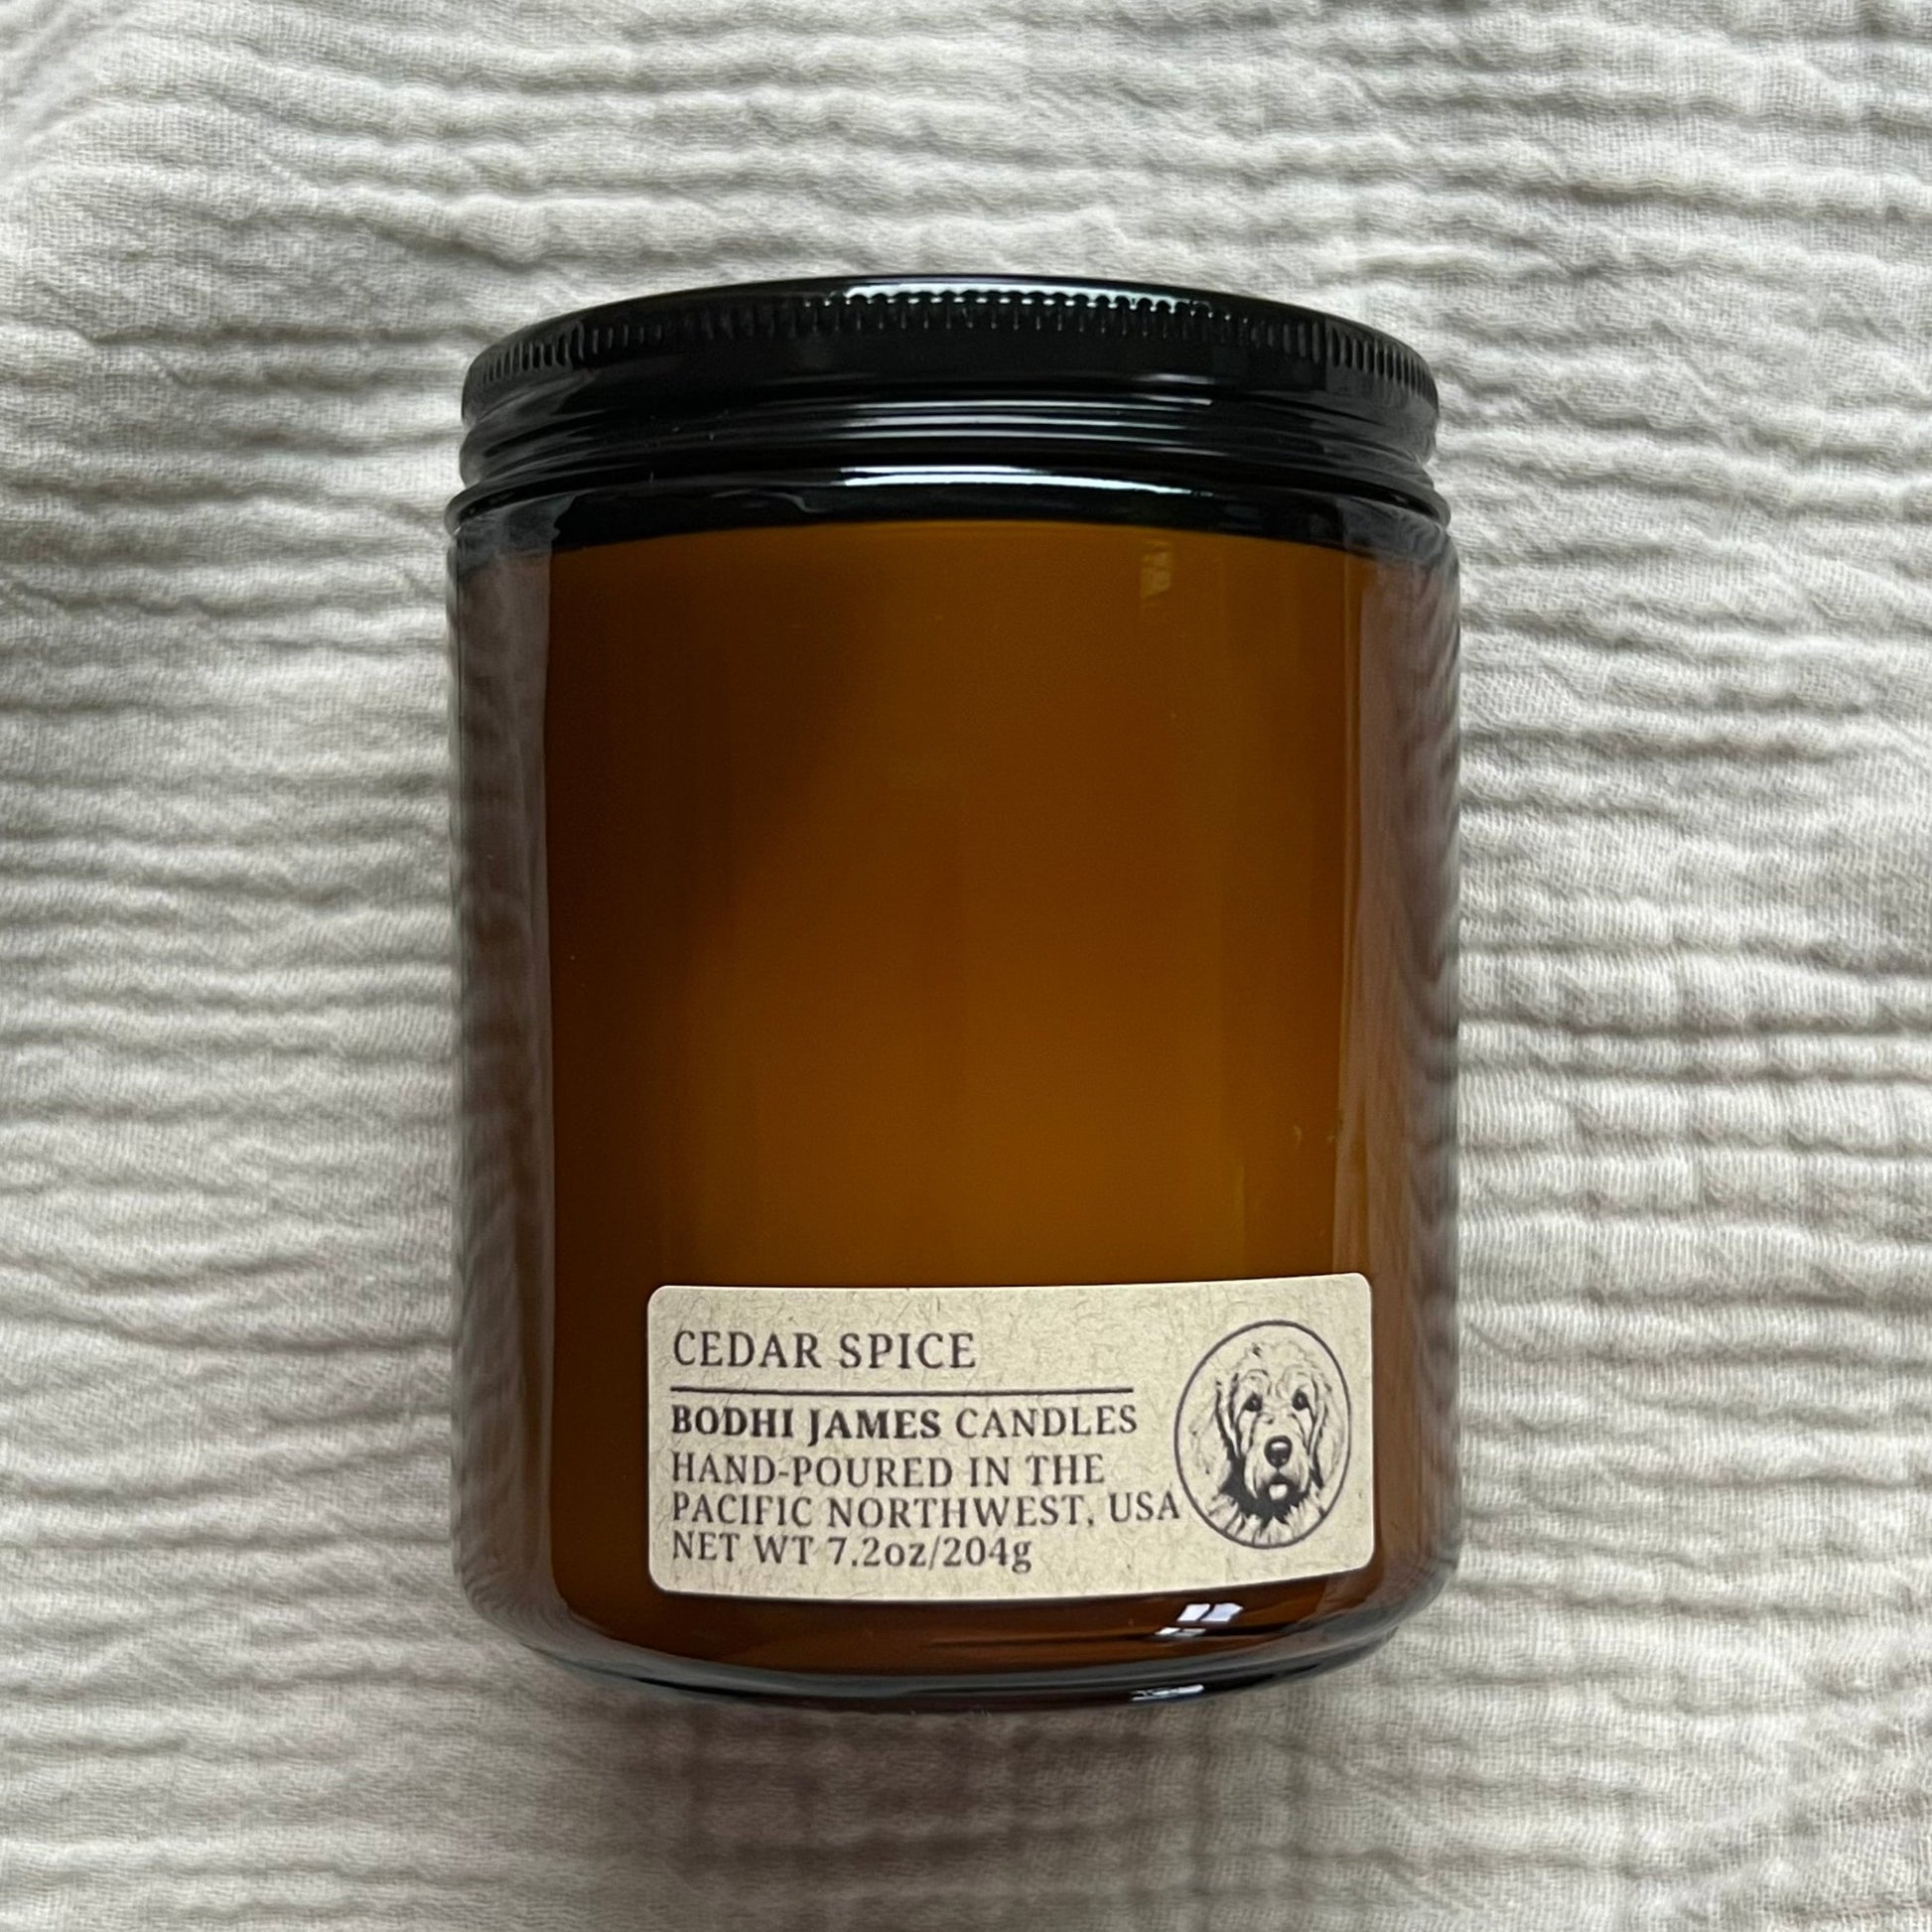 CEDAR SPICE
BODHI JAMES CANDLES
HAND-POURED IN THE
PACIFIC NORTHWEST, USA
NET WT 7.2oz/204g